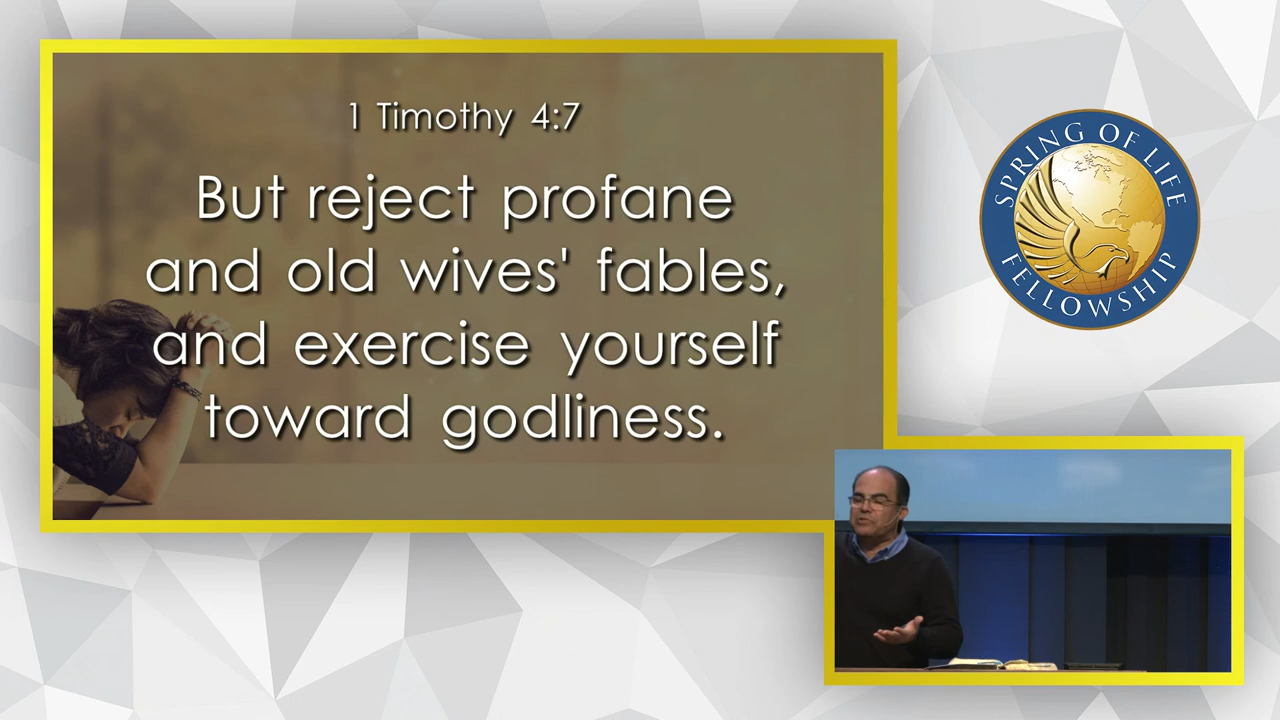 1 Timothy 4:7
But reject profane
and old wives' fables,
and exercise yourself
toward godliness.
SPRING OF LIFE
FELLOWSHIP